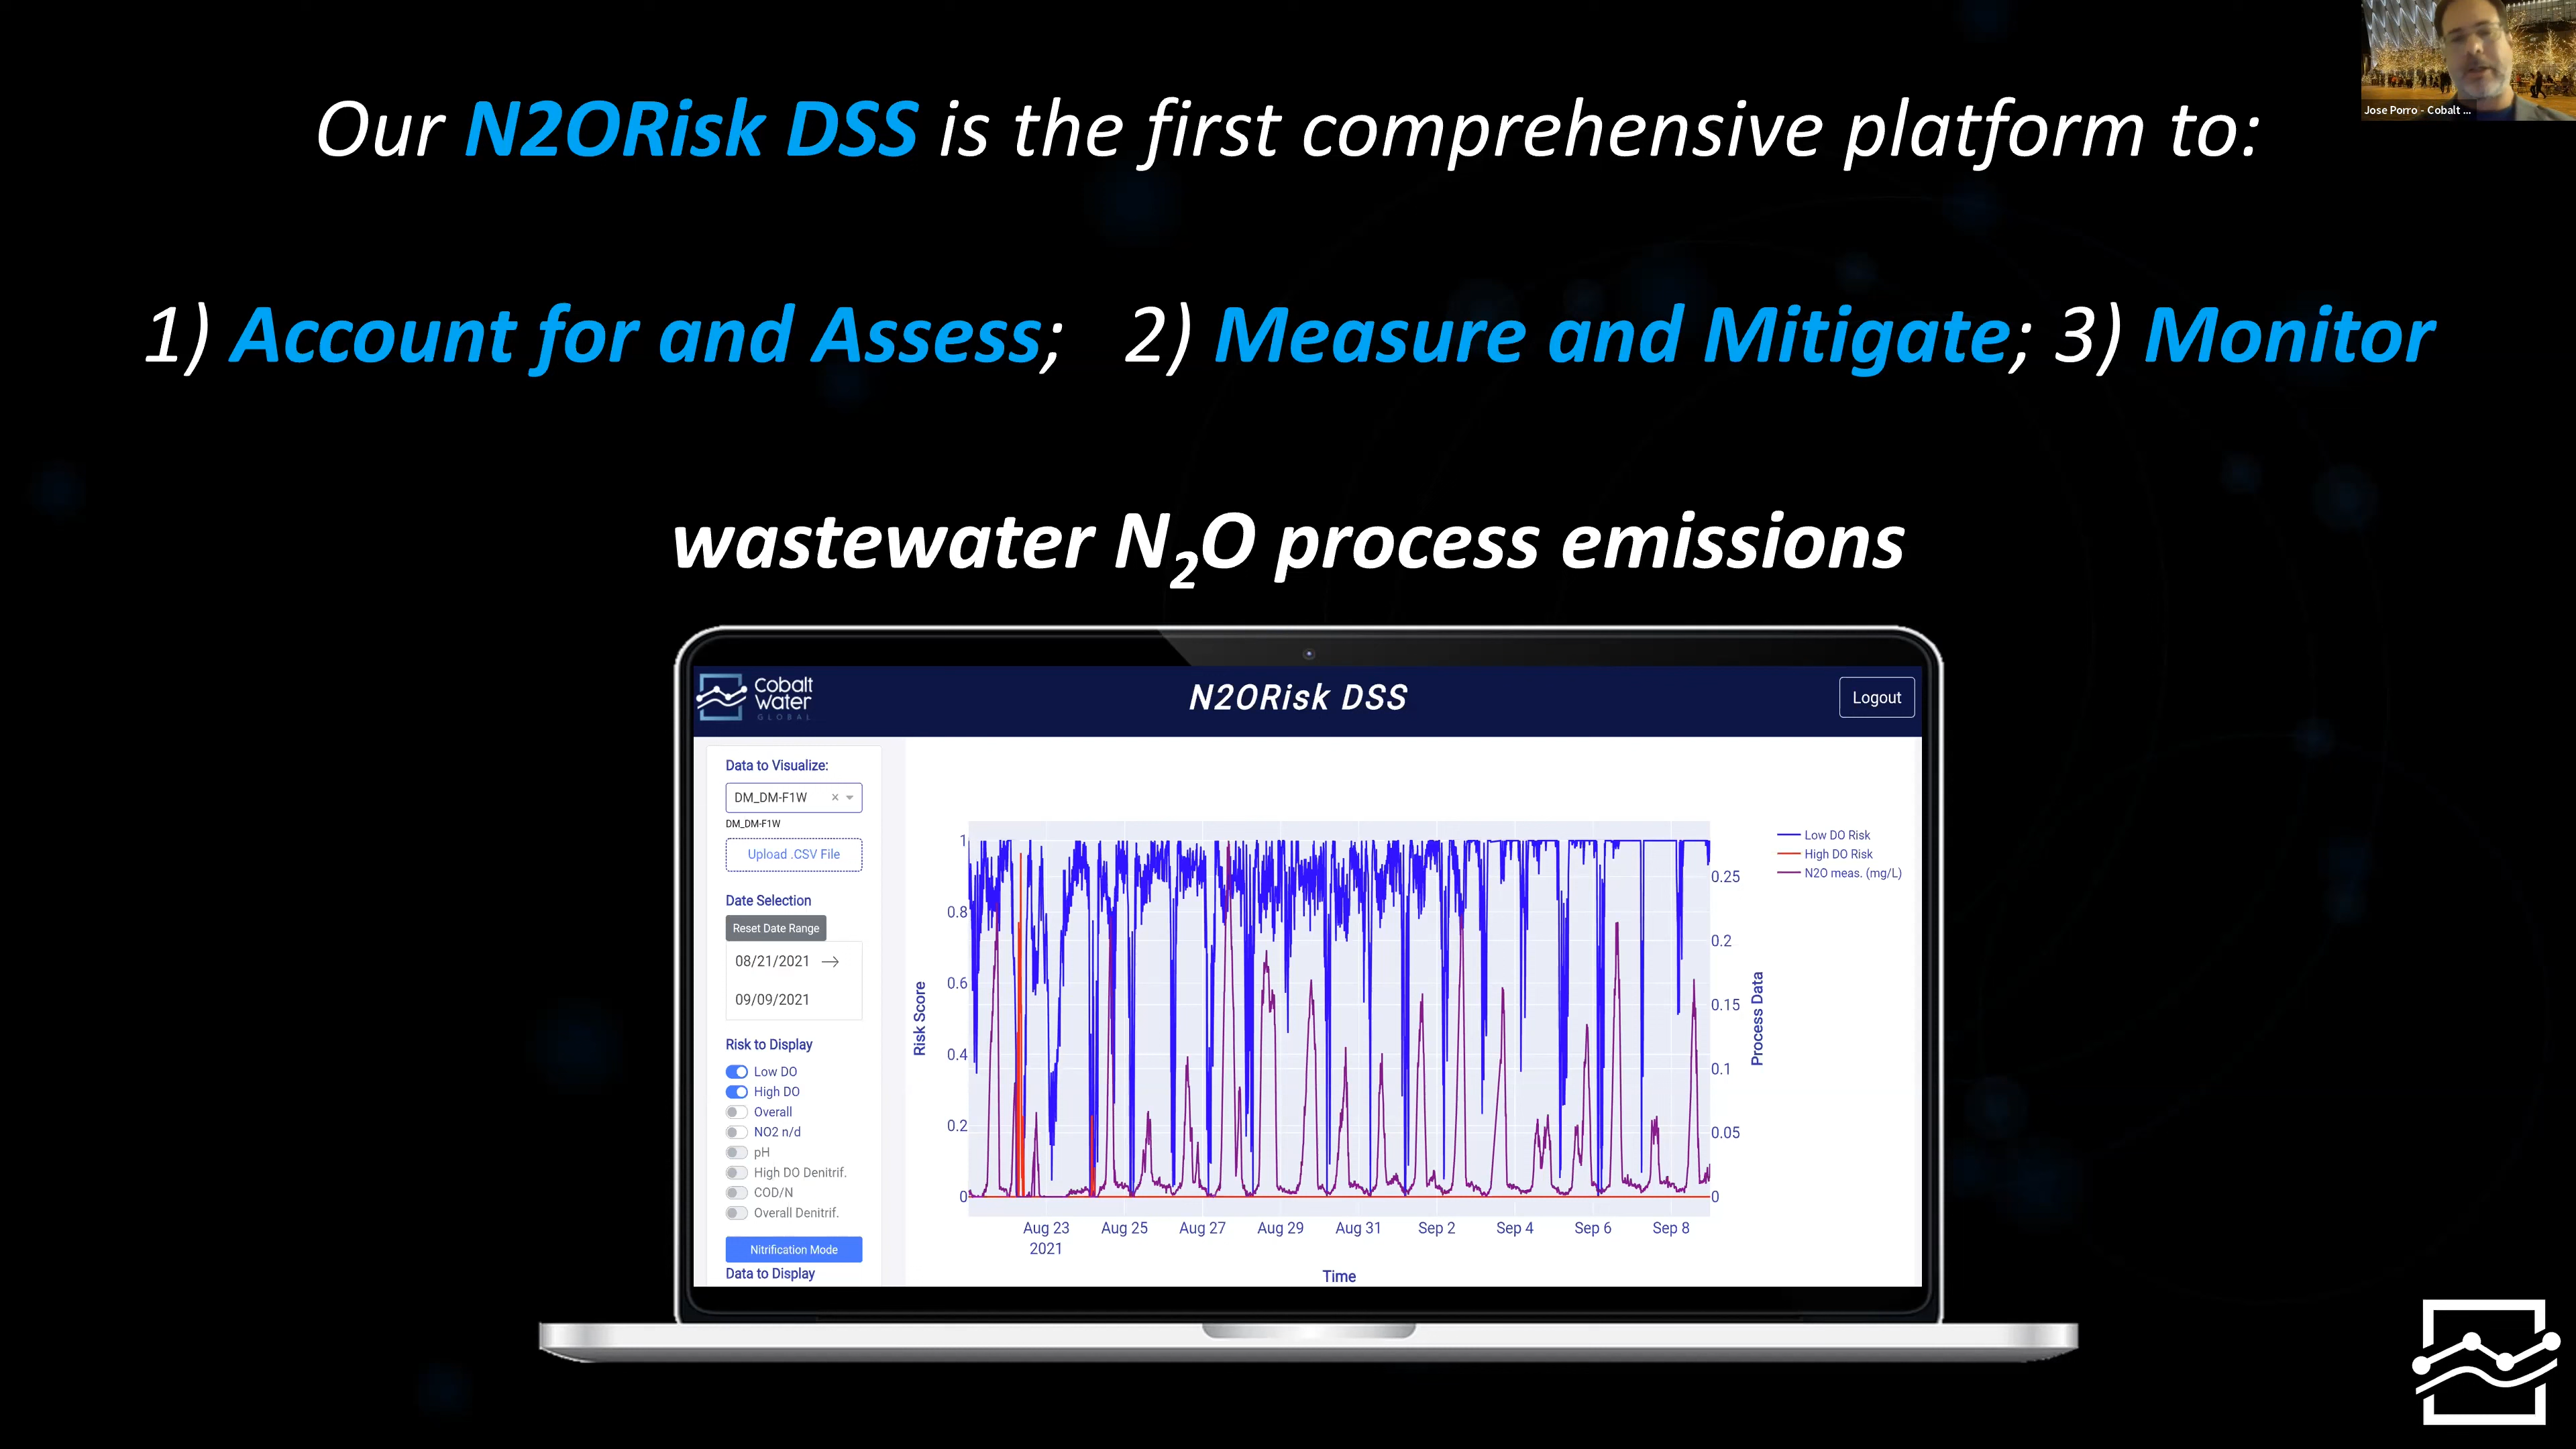 Our N2ORisk DSS is the first comprehensive platform to:
Jose Porro - Cobalt ...
1) Account for and Assess; 2) Measure and Mitigate; 3) Monitor
wastewater N₂O process emissions
Cobalt
water
GLOBAL
N2ORisk DSS
Logout
Data to Visualize:
DM_DM-F1W
DM_DM-F1W
Upload .CSV File
Date Selection
Reset Date Range
08/21/2021 →
09/09/2021
Risk to Display
Low DO
High DO
Overall
NO2 n/d
pH
High DO Denitrif.
COD/N
Overall Denitrif.
Nitrification Mode
Data to Display
Risk Score
1
0.8
0.6
0.4
0.2
0
Aug 23
2021
Aug 25
Aug 27
Aug 29
Aug 31
Sep 2
Sep 4
Sep 6
Sep 8
Time
0.25
0.2
0.15
0.1
0.05
0
Process Data
Low DO Risk
High DO Risk
N2O meas. (mg/L)